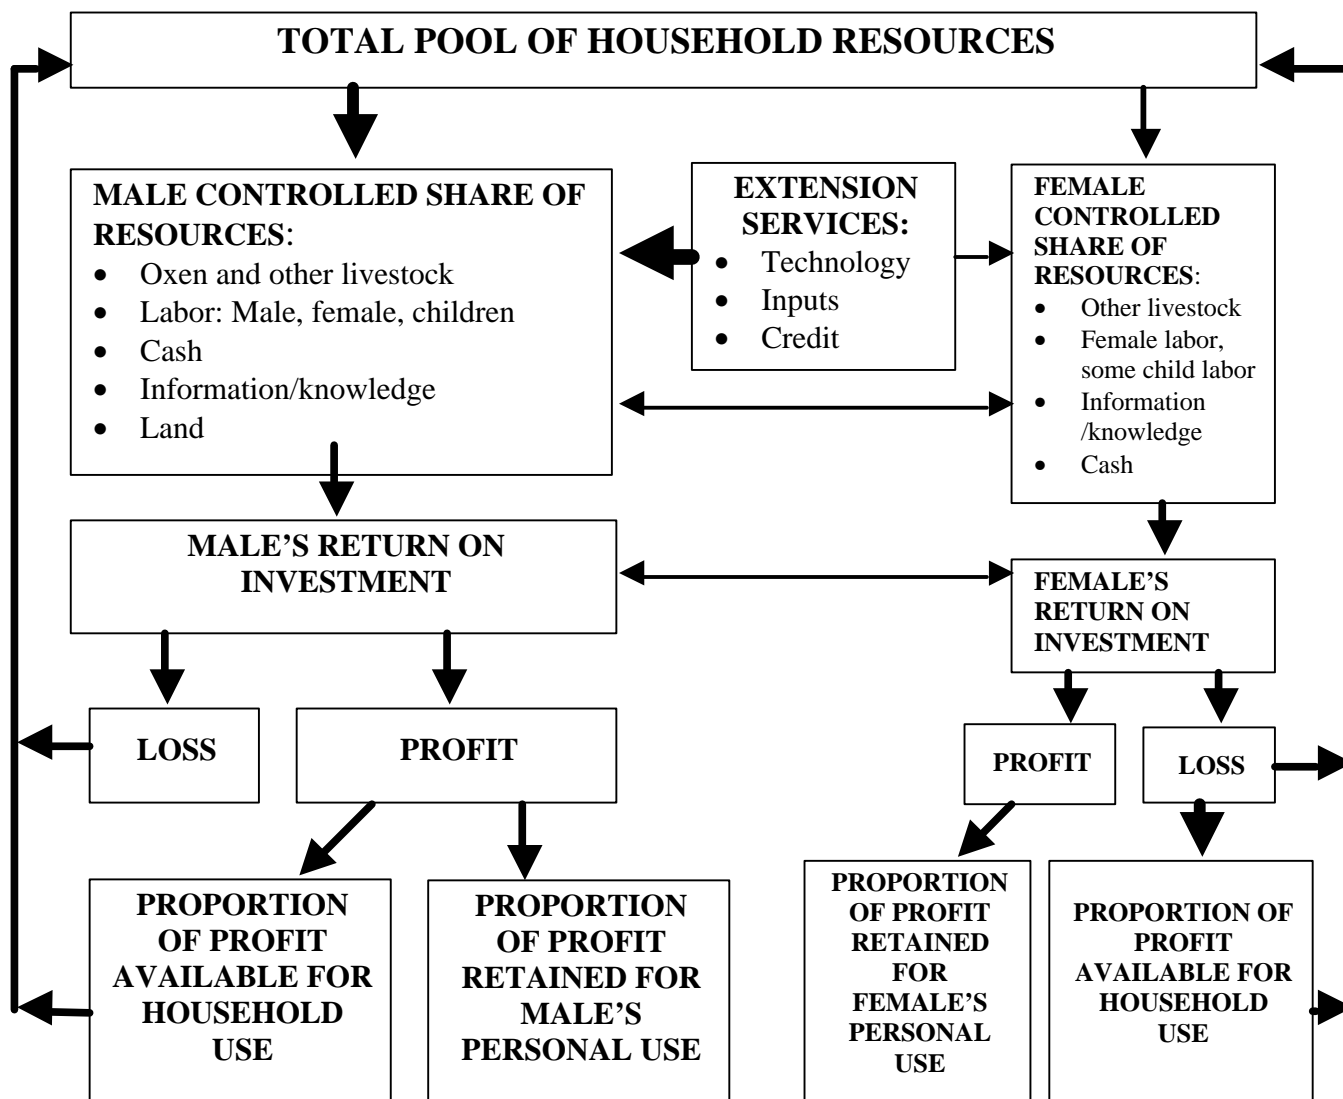 TOTAL POOL OF HOUSEHOLD RESOURCES
MALE CONTROLLED SHARE OF
RESOURCES:
• Oxen and other livestock
• Labor: Male, female, children
• Cash
• Information/knowledge
• Land
EXTENSION
SERVICES:
• Technology
• Inputs
• Credit
FEMALE
CONTROLLED
SHARE OF
RESOURCES:
• Other livestock
• Female labor,
some child labor
• Information
/knowledge
• Cash
MALE’S RETURN ON
INVESTMENT
FEMALE’S
RETURN ON
INVESTMENT
LOSS
PROFIT
PROFIT
LOSS
PROPORTION
OF PROFIT
AVAILABLE FOR
HOUSEHOLD
USE
PROPORTION
OF PROFIT
RETAINED FOR
MALE’S
PERSONAL USE
PROPORTION
OF PROFIT
RETAINED
FOR
FEMALE’S
PERSONAL
USE
PROPORTION OF
PROFIT
AVAILABLE FOR
HOUSEHOLD
USE